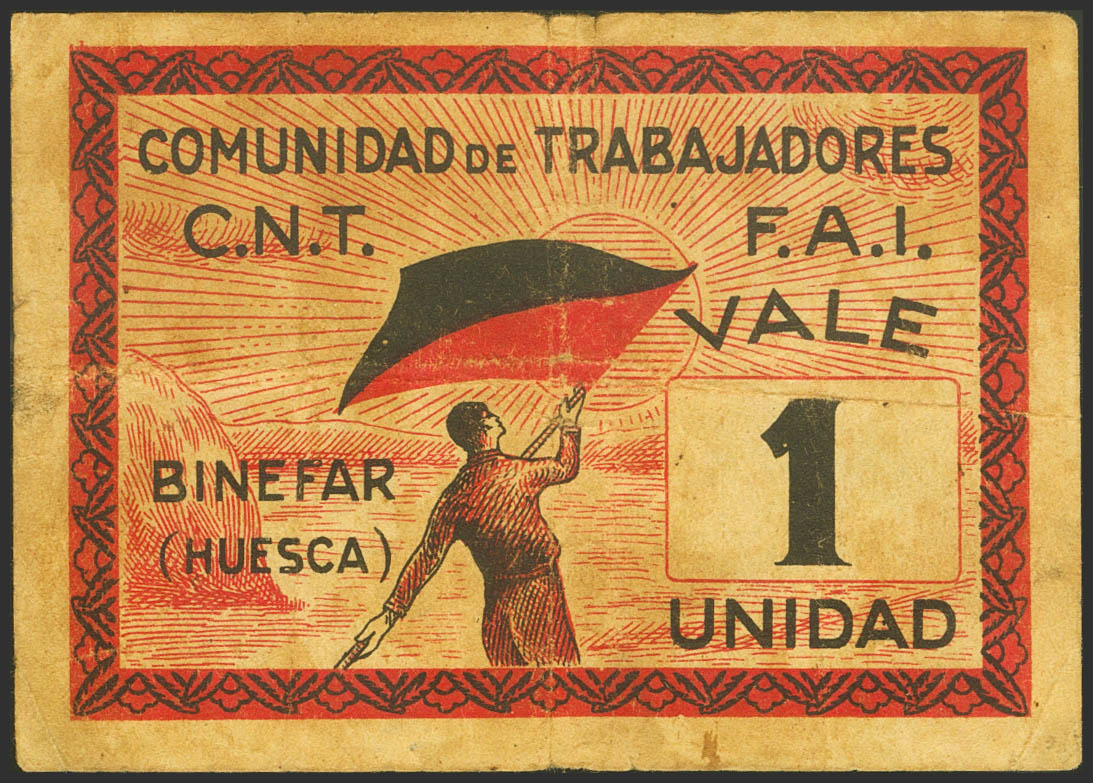 COMUNIDAD DE TRABAJADORES
C.N.T. F.A.I.
VALE
1
UNIDAD
BINEFAR
(HUESCA)